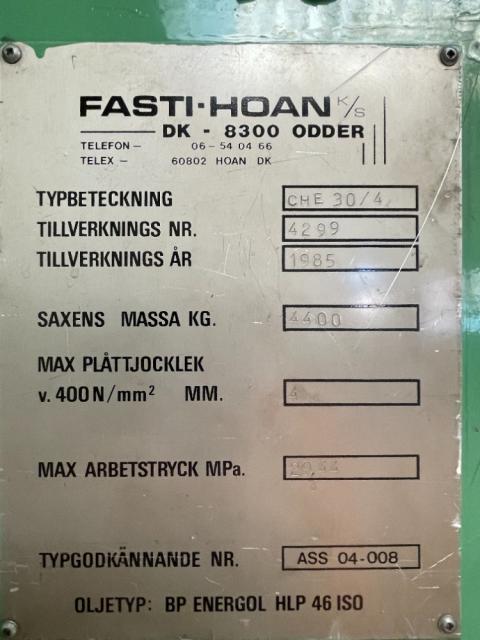 FASTI-HOAN K/S
DK - 8300 ODDER
TELEFON - 06 - 54 04 66
TELEX - 60802 HOAN DK
TYPBETECKNING CHE 30/4
TILLVERKNINGS NR. 4299
TILLVERKNINGS ÅR 1985
SAXENS MASSA KG. 4400
MAX PLÅTTJOCKLEK
v. 400 N/mm² MM. 4
MAX ARBETSTRYCK MPa.
TYPGODKÄNNANDE NR. ASS 04-008
OLJETYP: BP ENERGOL HLP 46 ISO